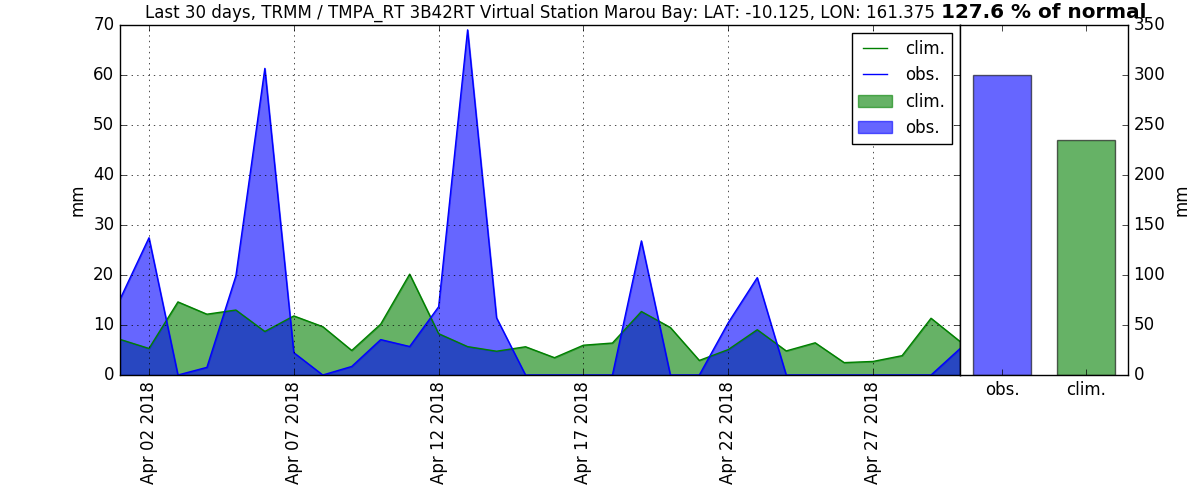 Last 30 days, TRMM / TMPA_RT 3B42RT Virtual Station Marou Bay: LAT: -10.125, LON: 161.375 127.6 % of normal
70
60
50
40
30
20
10
0
mm
Apr 02 2018
Apr 07 2018
Apr 12 2018
Apr 17 2018
Apr 22 2018
Apr 27 2018
clim.
obs.
clim.
obs.
350
300
250
200
150
100
50
0
mm
obs.
clim.